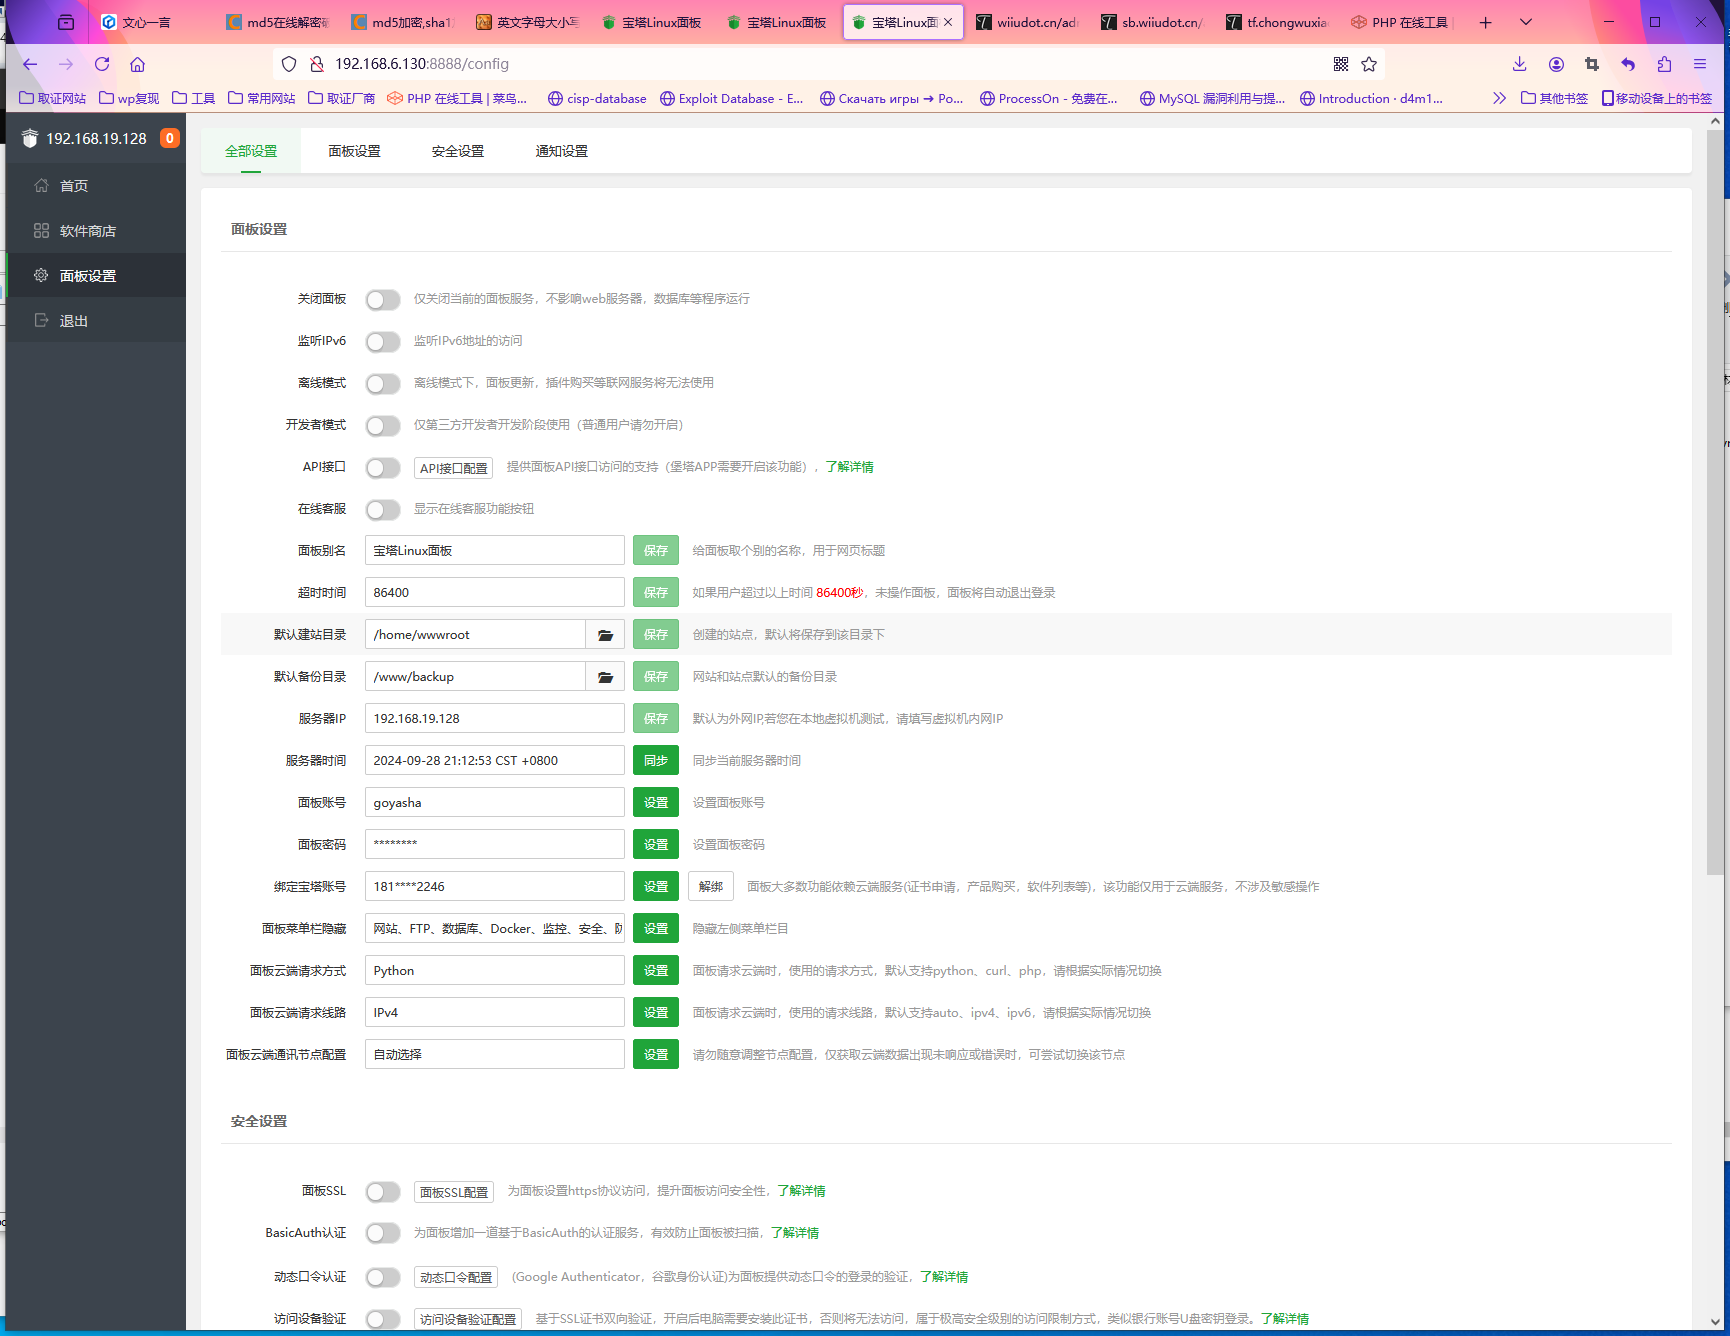 文心一言
md5在线解密破
md5加密,sha1
英文字母大小写
宝塔Linux面板
宝塔Linux面板
宝塔Linux面
wiiudot.cn/adm
sb.wiiudot.cn/
tf.chongwuxia
PHP 在线工具
192.168.6.130:8888/config
取证网站
wp复现
工具
常用网站
取证厂商
PHP 在线工具 | 菜鸟...
cisp-database
Exploit Database - E...
Скачать игры → Po...
ProcessOn - 免费在...
MySQL 漏洞利用与提...
Introduction · d4m1...
其他书签
移动设备上的书签
192.168.19.128 0
首页
软件商店
面板设置
退出
全部设置 面板设置 安全设置 通知设置
面板设置
关闭面板 仅关闭当前的面板服务，不影响web服务器，数据库等程序运行
监听IPv6 监听IPv6地址的访问
离线模式 离线模式下，面板更新，插件购买等联网服务将无法使用
开发者模式 仅第三方开发者开发阶段使用（普通用户请勿开启）
API接口 API接口配置 提供面板API接口访问的支持（堡塔APP需要开启该功能），了解详情
在线客服 显示在线客服功能按钮
面板别名 宝塔Linux面板 保存 给面板取个别的名称，用于网页标题
超时时间 86400 保存 如果用户超过以上时间 86400秒，未操作面板，面板将自动退出登录
默认建站目录 /home/wwwroot 保存 创建的站点，默认将保存到该目录下
默认备份目录 /www/backup 保存 网站和站点默认的备份目录
服务器IP 192.168.19.128 保存 默认为外网IP,若您在本地虚拟机测试，请填写虚拟机内网IP
服务器时间 2024-09-28 21:12:53 CST +0800 同步 同步当前服务器时间
面板账号 goyasha 设置 设置面板账号
面板密码 ******** 设置 设置面板密码
绑定宝塔账号 181****2246 设置 解绑 面板大多数功能依赖云端服务(证书申请，产品购买，软件列表等)，该功能仅用于云端服务，不涉及敏感操作
面板菜单栏隐藏 网站、FTP、数据库、Docker、监控、安全、防 设置 隐藏左侧菜单栏目
面板云端请求方式 Python 设置 面板请求云端时，使用的请求方式，默认支持python、curl、php，请根据实际情况切换
面板云端请求线路 IPv4 设置 面板请求云端时，使用的请求线路，默认支持auto、ipv4、ipv6，请根据实际情况切换
面板云端通讯节点配置 自动选择 设置 请勿随意调整节点配置，仅获取云端数据出现未响应或错误时，可尝试切换该节点
安全设置
面板SSL 面板SSL配置 为面板设置https协议访问，提升面板访问安全性，了解详情
BasicAuth认证 为面板增加一道基于BasicAuth的认证服务，有效防止面板被扫描，了解详情
动态口令认证 动态口令配置 (Google Authenticator，谷歌身份认证)为面板提供动态口令的登录的验证，了解详情
访问设备验证 访问设备验证配置 基于SSL证书双向验证，开启后电脑需要安装此证书，否则将无法访问，属于极高安全级别的访问限制方式，类似银行账号U盘密钥登录。了解详情